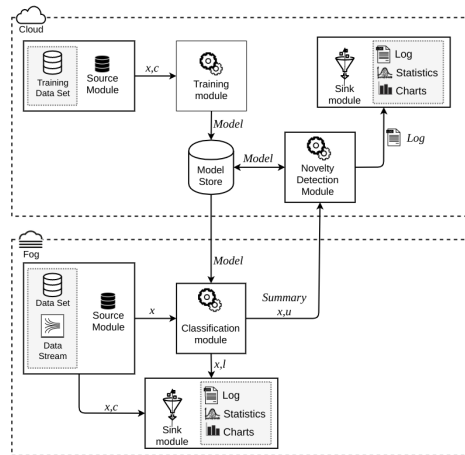 Cloud
Training
Data Set
Source
Module
x,c
Training
module
Model
Model
Store
Model
Novelty
Detection
Module
Log
Sink
module
Log
Statistics
Charts
Fog
Data Set
Data
Stream
Source
Module
x
Model
Classification
module
Summary
x,u
x,l
x,c
Sink
module
Log
Statistics
Charts